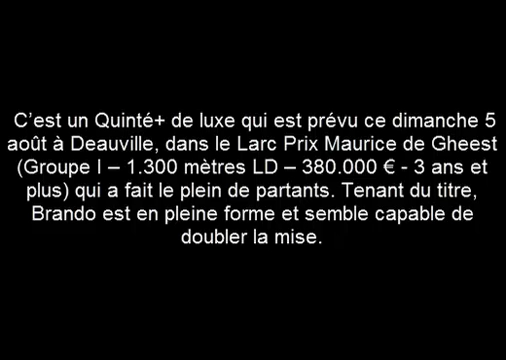 C’est un Quinté+ de luxe qui est prévu ce dimanche 5
août à Deauville, dans le Larc Prix Maurice de Gheest
(Groupe I – 1.300 mètres LD – 380.000 € - 3 ans et
plus) qui a fait le plein de partants. Tenant du titre,
Brando est en pleine forme et semble capable de
doubler la mise.